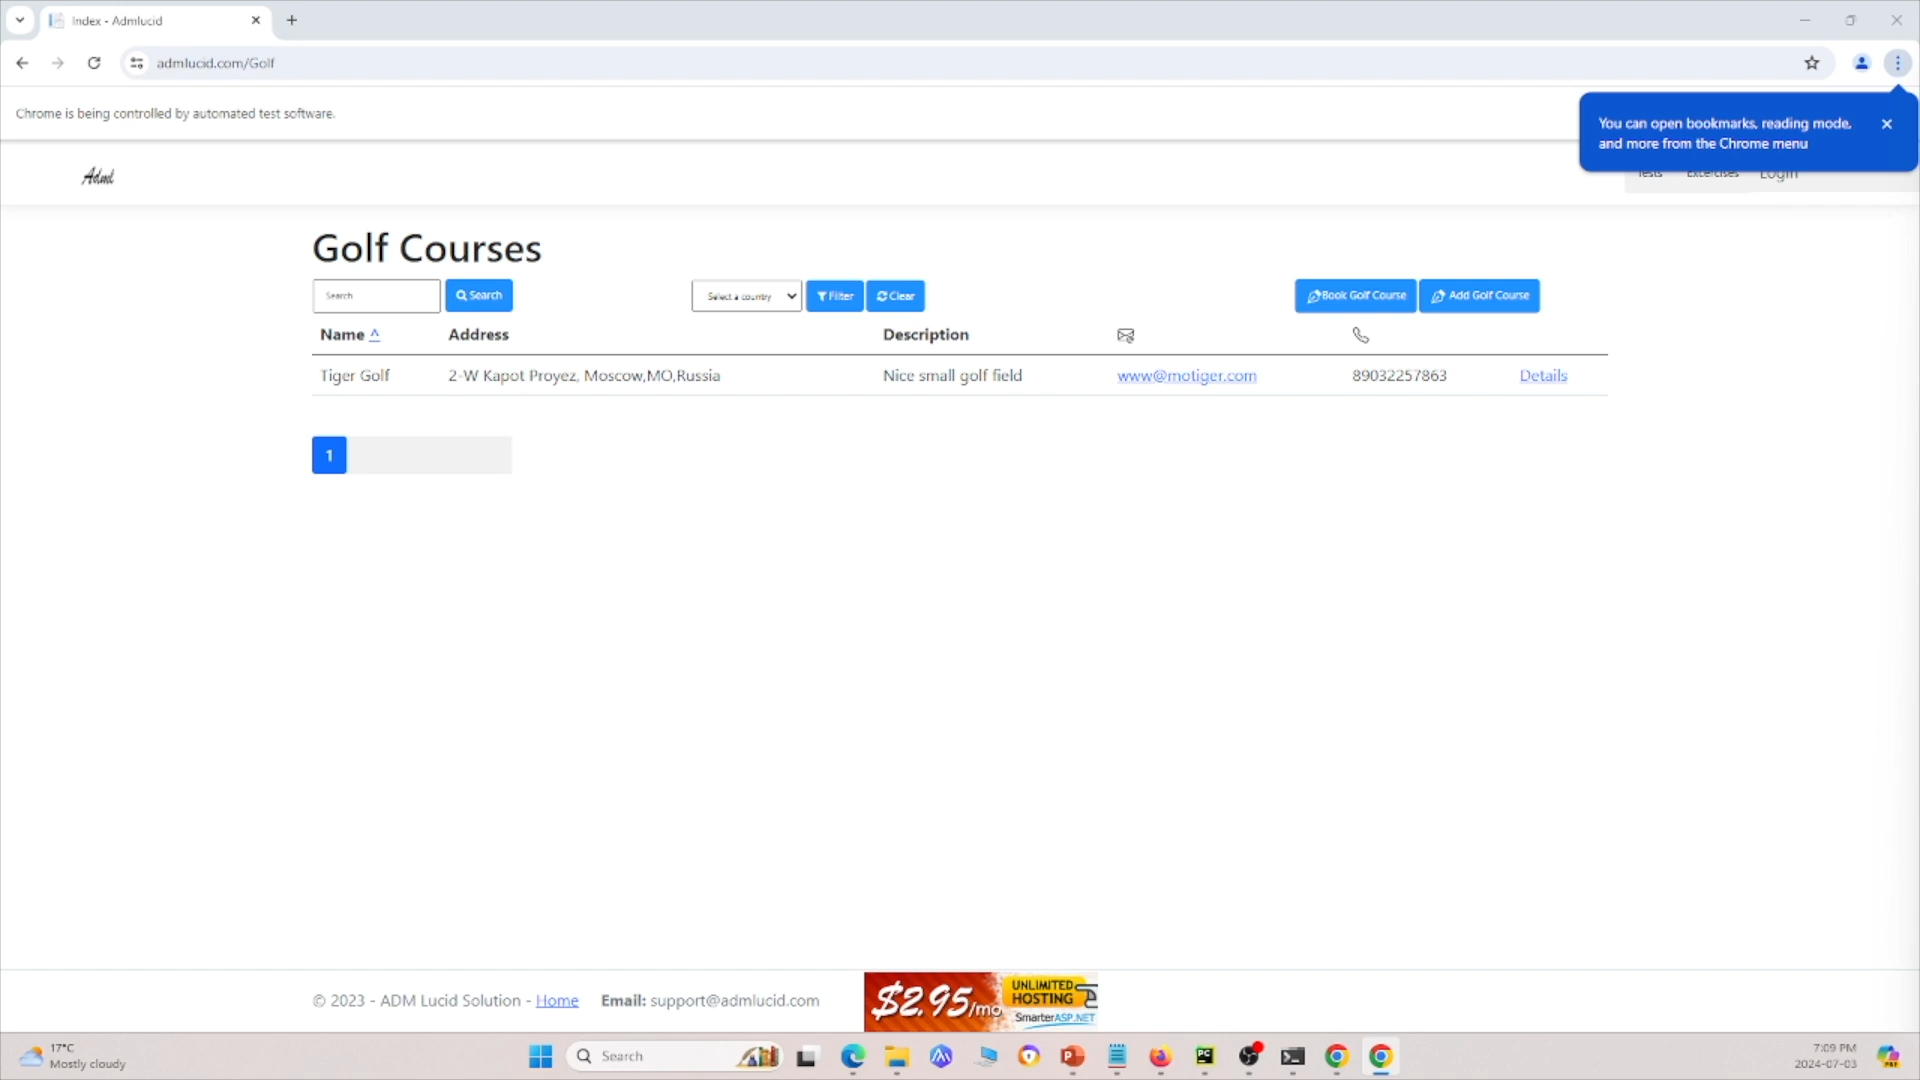 Index - Admlucid
admlucid.com/Golf
Chrome is being controlled by automated test software.
You can open bookmarks, reading mode,
and more from the Chrome menu
Adml
Tests Excercises Login
Golf Courses
Search Search Select a country Filter Clear Book Golf Course Add Golf Course
Name ^ Address Description
Tiger Golf 2-W Kapot Proyez, Moscow,MO,Russia Nice small golf field www@motiger.com 89032257863 Details
1
© 2023 - ADM Lucid Solution - Home Email: support@admlucid.com
$2.95/mo UNLIMITED
HOSTING
SmarterASP.NET
17°C
Mostly cloudy
Search
PC
7:09 PM
2024-07-03